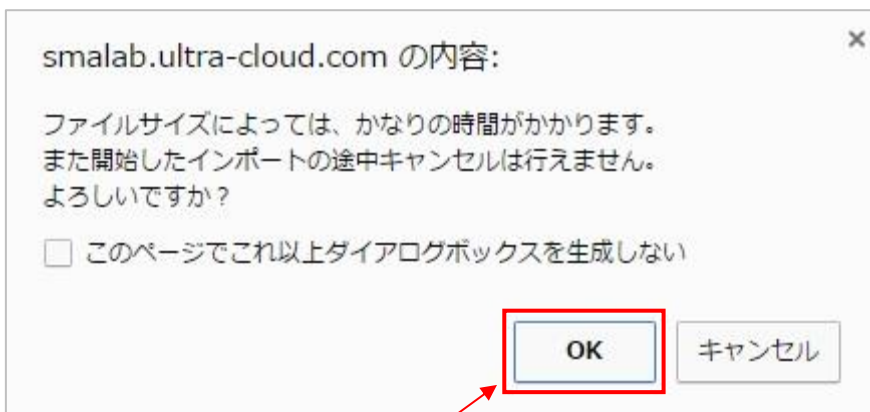 smalab.ultra-cloud.com の内容:
×
ファイルサイズによっては、かなりの時間がかかります。
また開始したインポートの途中キャンセルは行えません。
よろしいですか？
このページでこれ以上ダイアログボックスを生成しない
OK
キャンセル